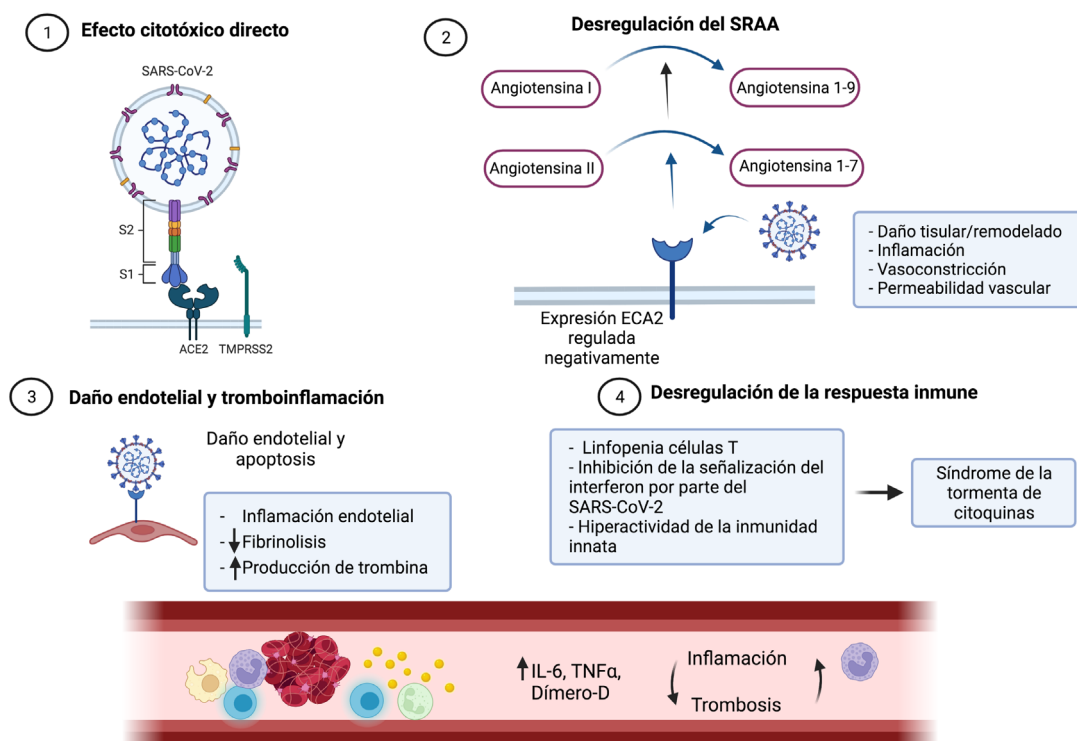 1
Efecto citotóxico directo
SARS-CoV-2
S2
S1
ACE2
TMPRSS2
2
Desregulación del SRAA
Angiotensina I
Angiotensina 1-9
Angiotensina II
Angiotensina 1-7
- Daño tisular/remodelado
- Inflamación
- Vasoconstricción
- Permeabilidad vascular
Expresión ECA2
regulada
negativamente
3
Daño endotelial y tromboinflamación
Daño endotelial y
apoptosis
- Inflamación endotelial
- ↓Fibrinolisis
- ↑Producción de trombina
4
Desregulación de la respuesta inmune
- Linfopenia células T
- Inhibición de la señalización del
interferon por parte del
SARS-CoV-2
- Hiperactividad de la inmunidad
innata
Síndrome de la
tormenta de
citoquinas
↑IL-6, TNFα,
Dímero-D
Inflamación
Trombosis